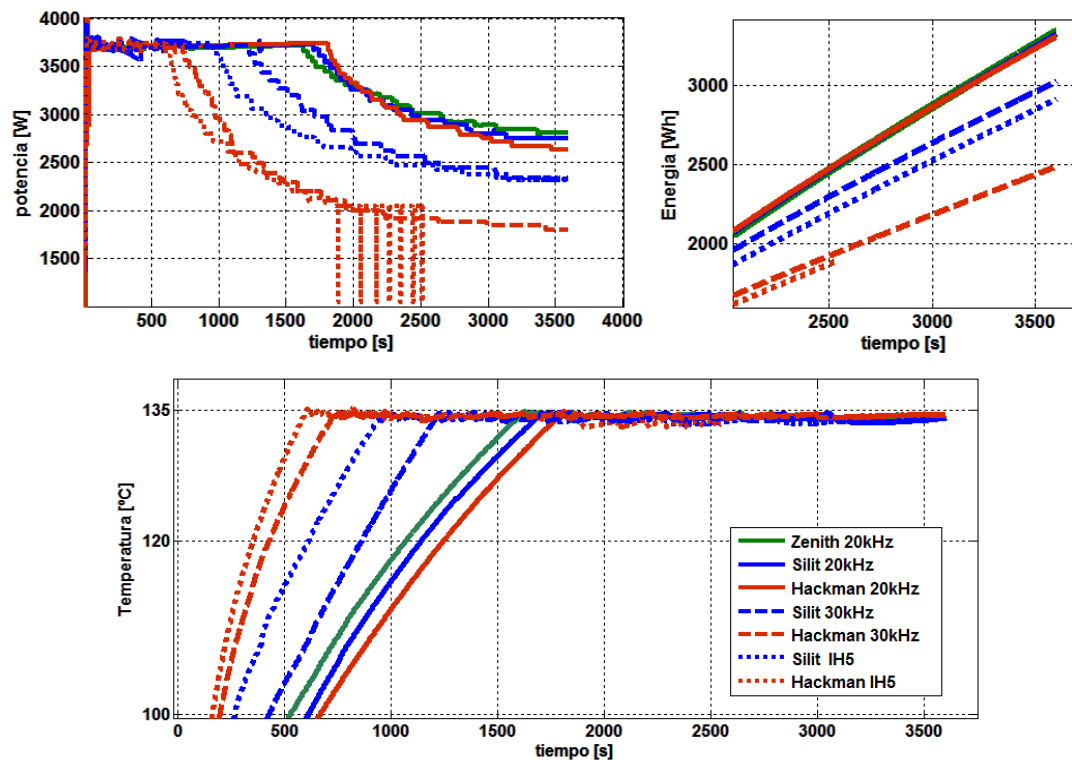 4000
3500
3000
2500
2000
1500
potencia [W]
500 1000 1500 2000 2500 3000 3500 4000
tiempo [s]
3000
2500
2000
Energía [Wh]
2500 3000 3500
tiempo [s]
135
120
100
Temperatura [ºC]
0 500 1000 1500 2000 2500 3000 3500
tiempo [s]
Zenith 20kHz
Silit 20kHz
Hackman 20kHz
Silit 30kHz
Hackman 30kHz
Silit IH5
Hackman IH5